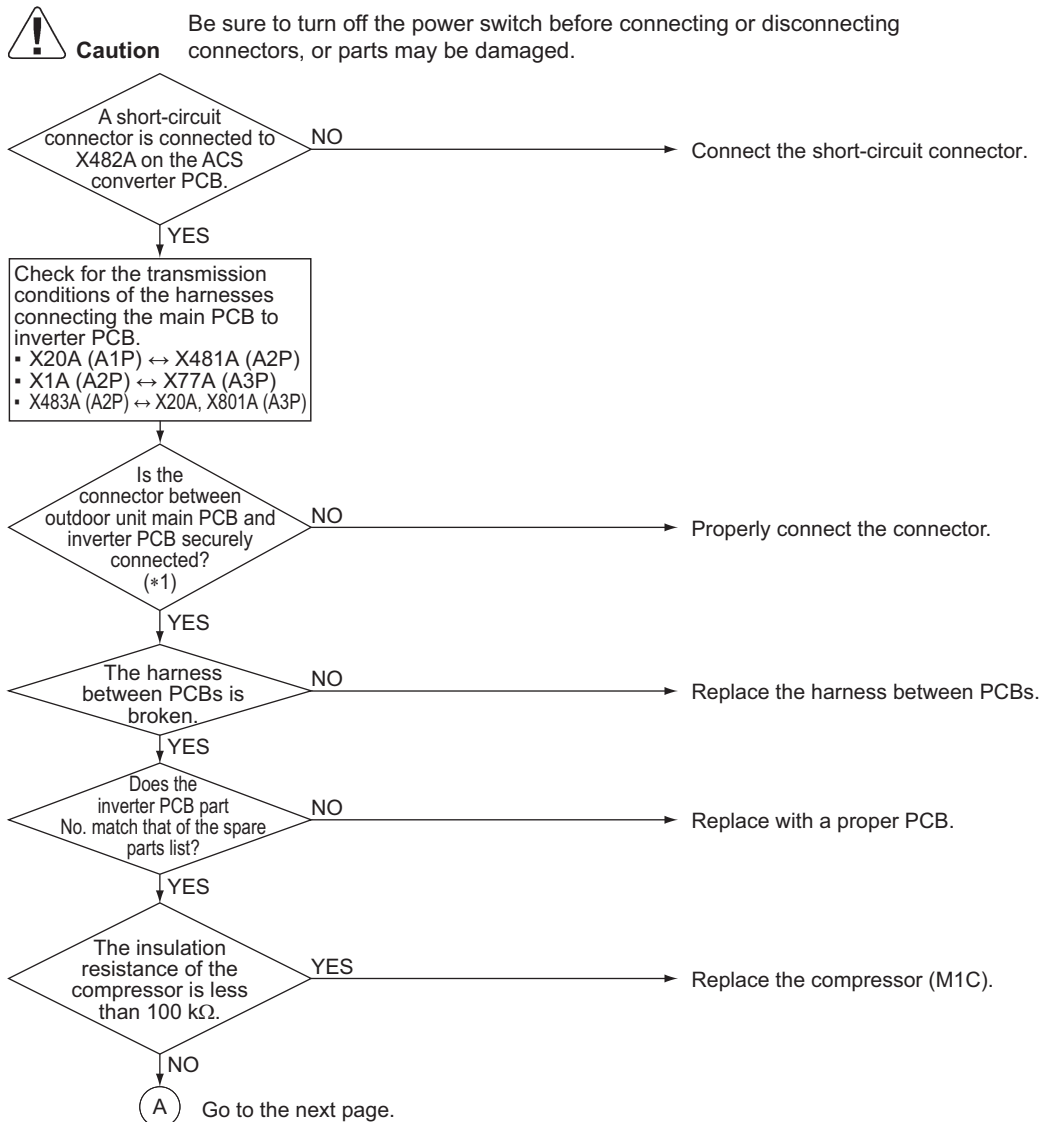 Be sure to turn off the power switch before connecting or disconnecting
Caution connectors, or parts may be damaged.
A short-circuit
connector is connected to
X482A on the ACS
converter PCB.
NO
Connect the short-circuit connector.
YES
Check for the transmission
conditions of the harnesses
connecting the main PCB to
inverter PCB.
▪ X20A (A1P) ↔ X481A (A2P)
▪ X1A (A2P) ↔ X77A (A3P)
▪ X483A (A2P) ↔ X20A, X801A (A3P)
Is the
connector between
outdoor unit main PCB and
inverter PCB securely
connected?
(*1)
NO
Properly connect the connector.
YES
The harness
between PCBs is
broken.
NO
Replace the harness between PCBs.
YES
Does the
inverter PCB part
No. match that of the spare
parts list?
NO
Replace with a proper PCB.
YES
The insulation
resistance of the
compressor is less
than 100 kΩ.
YES
Replace the compressor (M1C).
NO
A Go to the next page.